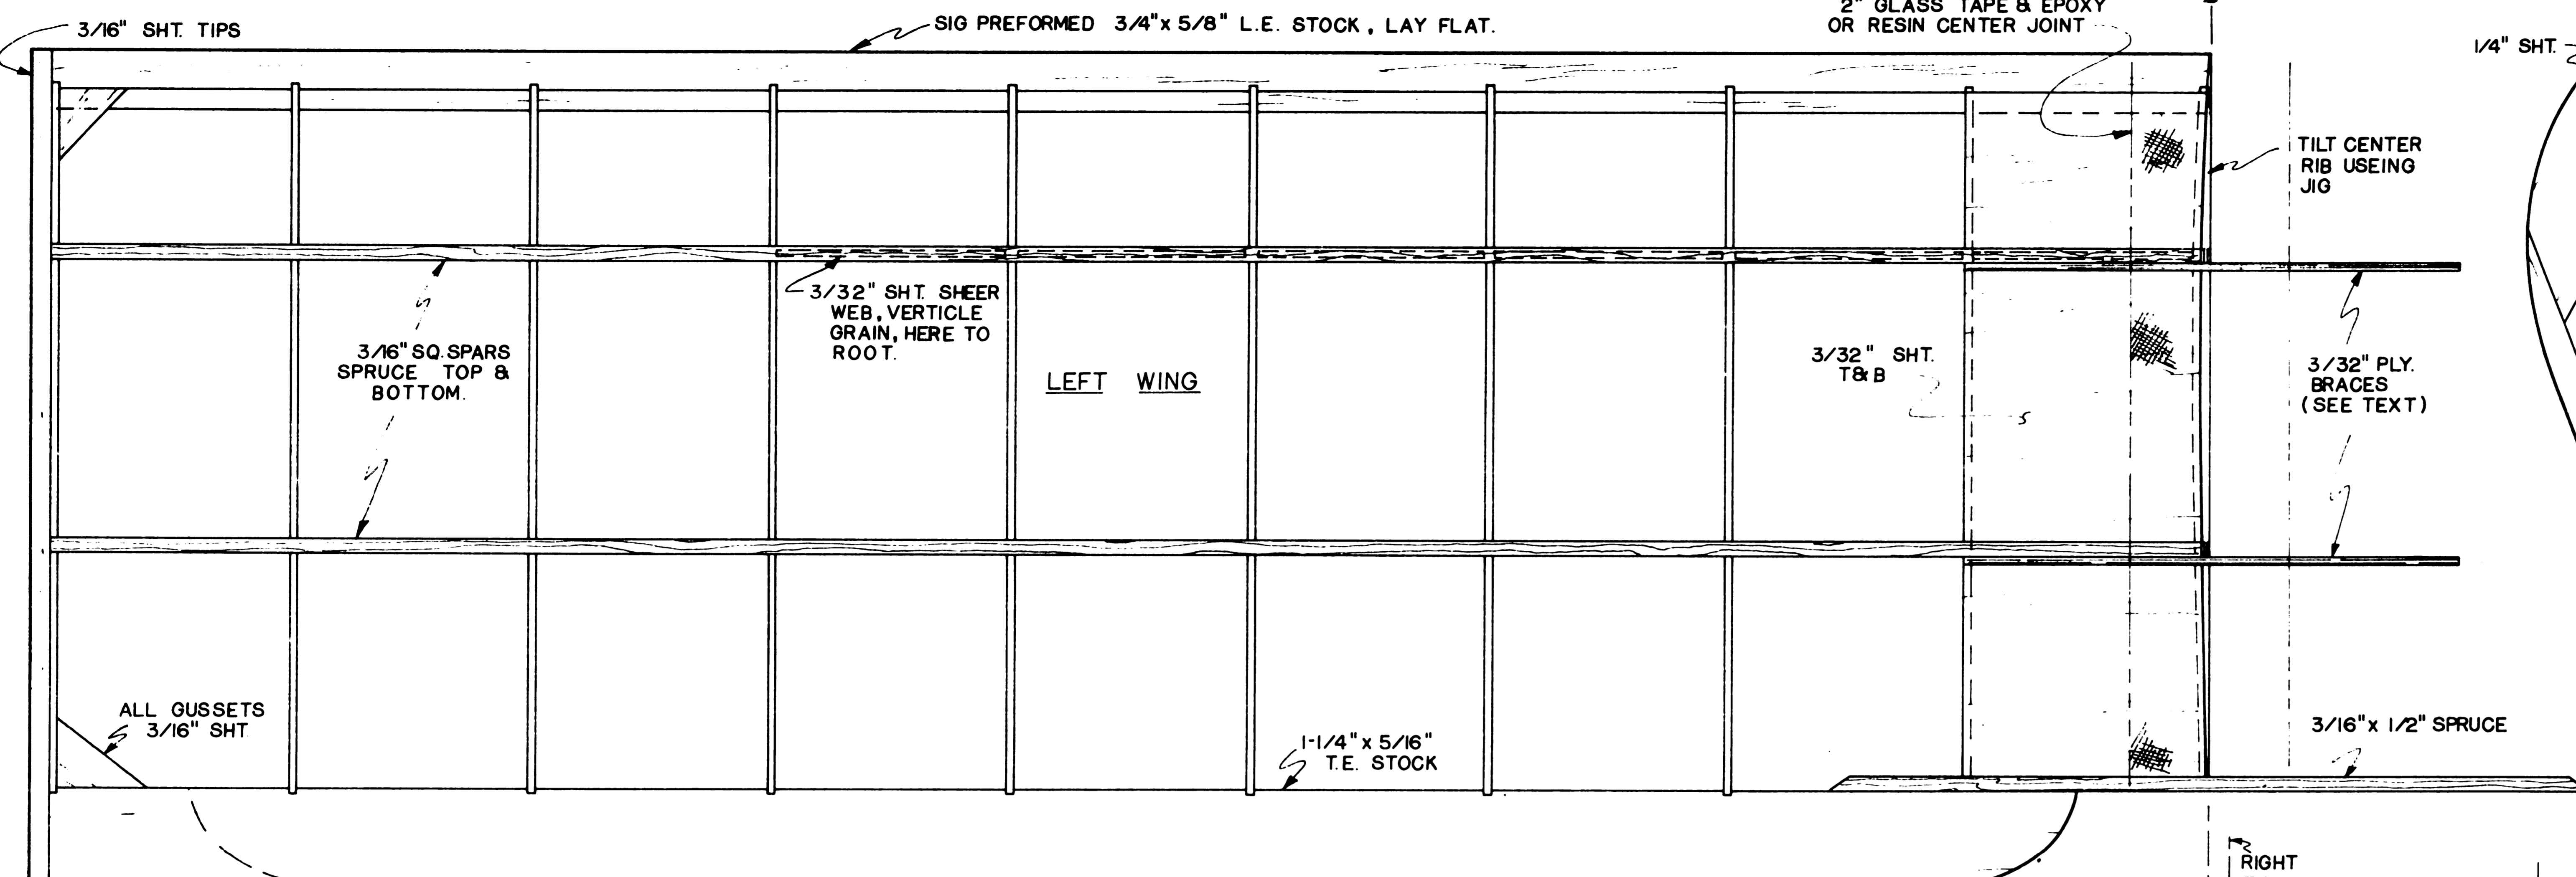 3/16" SHT. TIPS
SIG PREFORMED 3/4" x 5/8" L.E. STOCK, LAY FLAT.
2" GLASS TAPE & EPOXY
OR RESIN CENTER JOINT
1/4" SHT.
TILT CENTER
RIB USEING
JIG
3/32" SHT. SHEER
WEB, VERTICLE
GRAIN, HERE TO
ROOT.
3/16" SQ. SPARS
SPRUCE TOP &
BOTTOM.
LEFT WING
3/32" SHT.
T&B
3/32" PLY.
BRACES
(SEE TEXT)
ALL GUSSETS
3/16" SHT
1-1/4" x 5/16"
T.E. STOCK
3/16" x 1/2" SPRUCE
RIGHT